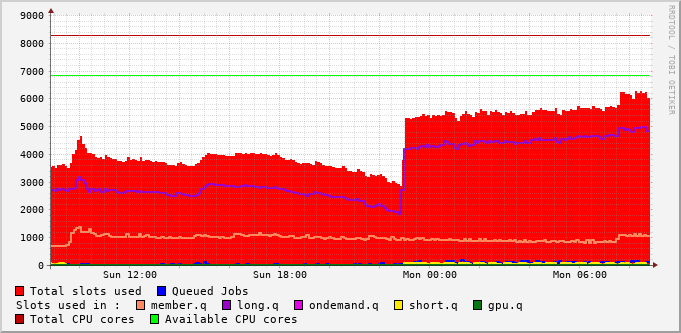 9000
8000
7000
6000
5000
4000
3000
2000
1000
0
Sun 12:00 Sun 18:00 Mon 00:00 Mon 06:00
RRDTOOL / TOBI OETIKER
Total slots used Queued Jobs
Slots used in : member.q long.q ondemand.q short.q gpu.q
Total CPU cores Available CPU cores